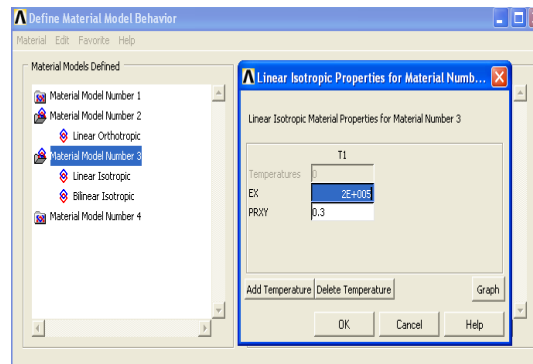 Define Material Model Behavior
Material Edit Favorite Help
Material Models Defined
Material Model Number 1
Material Model Number 2
Linear Orthotropic
Material Model Number 3
Linear Isotropic
Bilinear Isotropic
Material Model Number 4
Linear Isotropic Properties for Material Numb...
Linear Isotropic Material Properties for Material Number 3
T1
Temperatures 0
EX 2E+005
PRXY 0.3
Add Temperature Delete Temperature Graph
OK Cancel Help